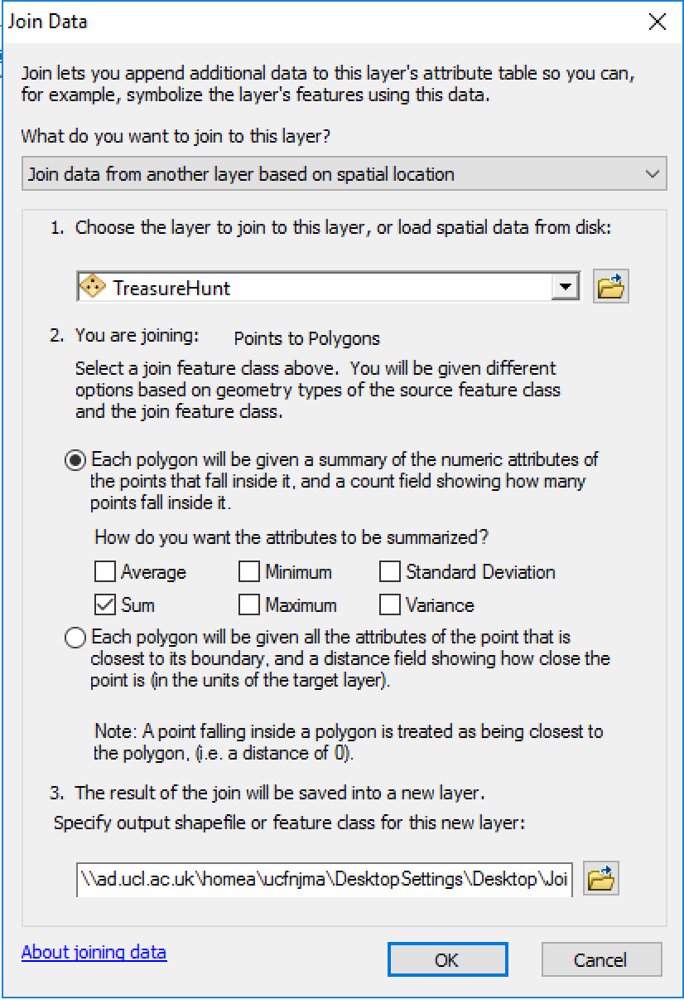 Join Data
Join lets you append additional data to this layer's attribute table so you can,
for example, symbolize the layer's features using this data.
What do you want to join to this layer?
Join data from another layer based on spatial location
1. Choose the layer to join to this layer, or load spatial data from disk:
TreasureHunt
2. You are joining: Points to Polygons
Select a join feature class above. You will be given different
options based on geometry types of the source feature class
and the join feature class.
Each polygon will be given a summary of the numeric attributes of
the points that fall inside it, and a count field showing how many
points fall inside it.
How do you want the attributes to be summarized?
Average Minimum Standard Deviation
Sum Maximum Variance
Each polygon will be given all the attributes of the point that is
closest to its boundary, and a distance field showing how close the
point is (in the units of the target layer).
Note: A point falling inside a polygon is treated as being closest to
the polygon, (i.e. a distance of 0).
3. The result of the join will be saved into a new layer.
Specify output shapefile or feature class for this new layer:
\\ad.ucl.ac.uk\homea\ucfnjma\DesktopSettings\Desktop\Joi
About joining data OK Cancel